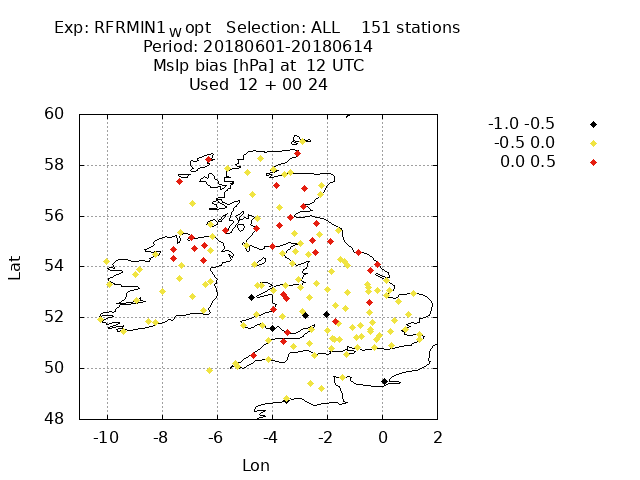 Exp: RFRMIN1_W opt Selection: ALL 151 stations
Period: 20180601-20180614
Mslp bias [hPa] at 12 UTC
Used 12 + 00 24
-1.0 -0.5
-0.5 0.0
0.0 0.5
60
58
56
54
52
50
48
Lat
-10 -8 -6 -4 -2 0 2
Lon